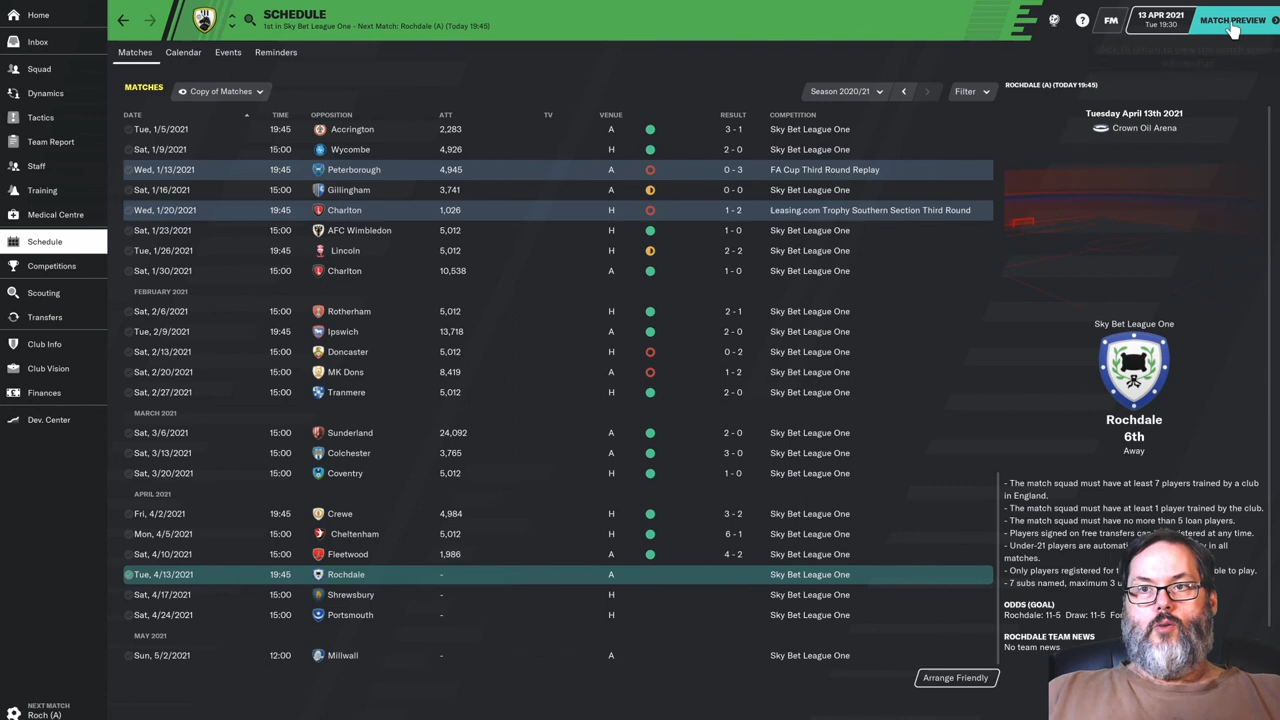 Home
Inbox
Squad
Dynamics
Tactics
Team Report
Staff
Training
Medical Centre
Schedule
Competitions
Scouting
Transfers
Club Info
Club Vision
Finances
Dev. Center
NEXT MATCH
Roch (A)
SCHEDULE
1st in Sky Bet League One - Next Match: Rochdale (A) (Today 19:45)
? FM 13 APR 2021 MATCH PREVIEW
Tue 19:30
Matches Calendar Events Reminders
MATCHES Copy of Matches Season 2020/21 Filter
DATE TIME OPPOSITION ATT TV VENUE RESULT COMPETITION
Tue, 1/5/2021 19:45 Accrington 2,283 A 3 - 1 Sky Bet League One
Sat, 1/9/2021 15:00 Wycombe 4,926 H 2 - 0 Sky Bet League One
Wed, 1/13/2021 19:45 Peterborough 4,945 A 0 - 3 FA Cup Third Round Replay
Sat, 1/16/2021 15:00 Gillingham 3,741 A 0 - 0 Sky Bet League One
Wed, 1/20/2021 19:45 Charlton 1,026 H 1 - 2 Leasing.com Trophy Southern Section Third Round
Sat, 1/23/2021 15:00 AFC Wimbledon 5,012 H 1 - 0 Sky Bet League One
Tue, 1/26/2021 19:45 Lincoln 5,012 H 2 - 2 Sky Bet League One
Sat, 1/30/2021 15:00 Charlton 10,538 A 1 - 0 Sky Bet League One
FEBRUARY 2021
Sat, 2/6/2021 15:00 Rotherham 5,012 H 2 - 1 Sky Bet League One
Tue, 2/9/2021 19:45 Ipswich 13,718 A 2 - 0 Sky Bet League One
Sat, 2/13/2021 15:00 Doncaster 5,012 H 0 - 2 Sky Bet League One
Sat, 2/20/2021 15:00 MK Dons 8,419 A 1 - 2 Sky Bet League One
Sat, 2/27/2021 15:00 Tranmere 5,012 H 2 - 0 Sky Bet League One
MARCH 2021
Sat, 3/6/2021 15:00 Sunderland 24,092 A 2 - 0 Sky Bet League One
Sat, 3/13/2021 15:00 Colchester 3,765 A 3 - 0 Sky Bet League One
Sat, 3/20/2021 15:00 Coventry 5,012 H 1 - 0 Sky Bet League One
APRIL 2021
Fri, 4/2/2021 19:45 Crewe 4,984 H 3 - 2 Sky Bet League One
Mon, 4/5/2021 15:00 Cheltenham 5,012 H 6 - 1 Sky Bet League One
Sat, 4/10/2021 15:00 Fleetwood 1,986 A 4 - 2 Sky Bet League One
Tue, 4/13/2021 19:45 Rochdale - A Sky Bet League One
Sat, 4/17/2021 15:00 Shrewsbury - H Sky Bet League One
Sat, 4/24/2021 15:00 Portsmouth - H Sky Bet League One
MAY 2021
Sun, 5/2/2021 12:00 Millwall - A Sky Bet League One
Arrange Friendly
ROCHDALE (A) (TODAY 19:45)
Tuesday April 13th 2021
Crown Oil Arena
Sky Bet League One
Rochdale
6th
Away
- The match squad must have at least 7 players trained by a club
in England.
- The match squad must have at least 1 player trained by the club.
- The match squad must have no more than 5 loan players.
- Players signed on free transfers can registered at any time.
- Under-21 players are in all
matches.
- Only players registered for to play.
- 7 subs named, maximum 3
ODDS (GOAL)
Rochdale: 11-5 Draw: 11-5
ROCHDALE TEAM NEWS
No team news